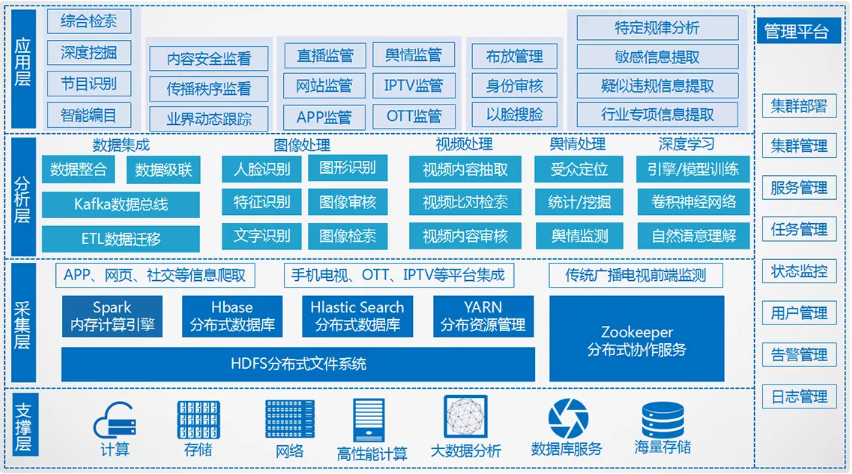 应用层
综合检索
深度挖掘
节目识别
智能编目
内容安全监看
传播秩序监看
业界动态跟踪
直播监管
舆情监管
网站监管
IPTV监管
APP监管
OTT监管
布放管理
身份审核
以脸搜脸
特定规律分析
敏感信息提取
疑似违规信息提取
行业专项信息提取
分析层
数据集成
数据整合
数据级联
Kafka数据总线
ETL数据迁移
图像处理
人脸识别
图形识别
特征识别
图像审核
文字识别
图像检索
视频处理
视频内容抽取
视频比对检索
视频内容审核
舆情处理
受众定位
统计/挖掘
舆情监测
深度学习
引擎/模型训练
卷积神经网络
自然语意理解
采集层
APP、网页、社交等信息爬取
手机电视、OTT、IPTV等平台集成
传统广播电视前端监测
Spark
内存计算引擎
Hbase
分布式数据库
Hlastic Search
分布式数据库
YARN
分布资源管理
Zookeeper
分布式协作服务
HDFS分布式文件系统
支撑层
计算
存储
网络
高性能计算
大数据分析
数据库服务
海量存储
管理平台
集群部署
集群管理
服务管理
任务管理
状态监控
用户管理
告警管理
日志管理